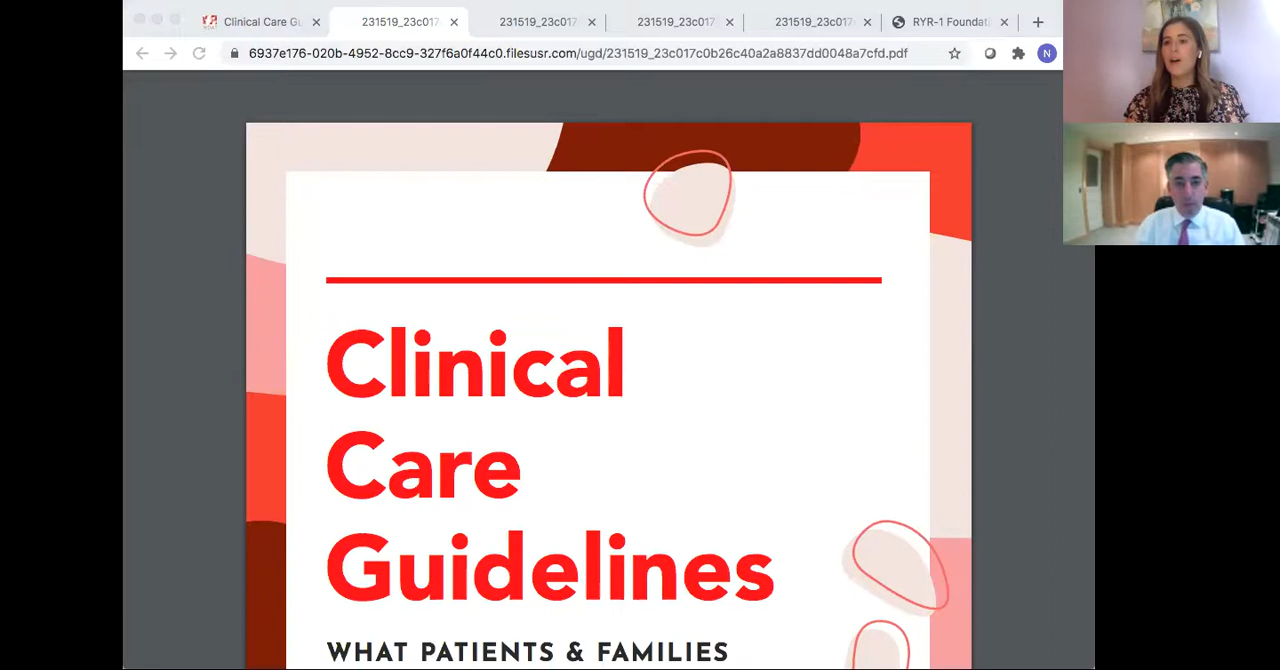 Clinical Care Gu
231519_23c017
231519_23c017
231519_23c017
231519_23c017
RYR-1 Foundat
6937e176-020b-4952-8cc9-327f6a0f44c0.filesusr.com/ugd/231519_23c017c0b26c40a2a8837dd0048a7cfd.pdf
N
Clinical
Care
Guidelines
WHAT PATIENTS & FAMILIES